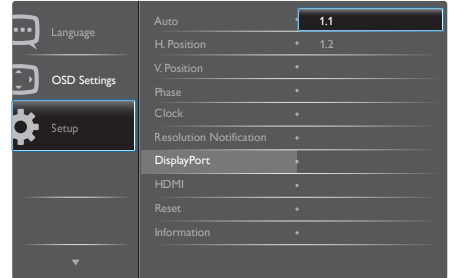 Language
OSD Settings
Setup
Auto
H. Position
V. Position
Phase
Clock
Resolution Notification
DisplayPort
HDMI
Reset
Information
1.1
1.2